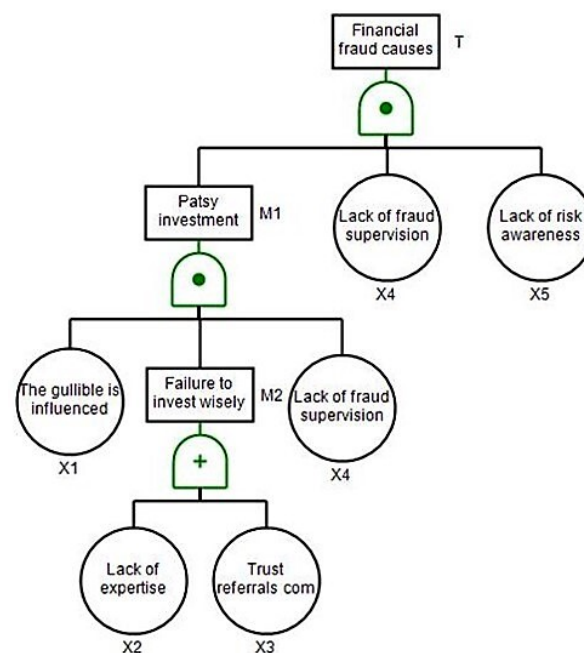 Financial
fraud causes
T
Patsy
investment
M1
Lack of fraud
supervision
X4
Lack of risk
awareness
X5
The gullible is
influenced
X1
Failure to
invest wisely
M2
+
Lack of fraud
supervision
X4
Lack of
expertise
X2
Trust
referrals com
X3